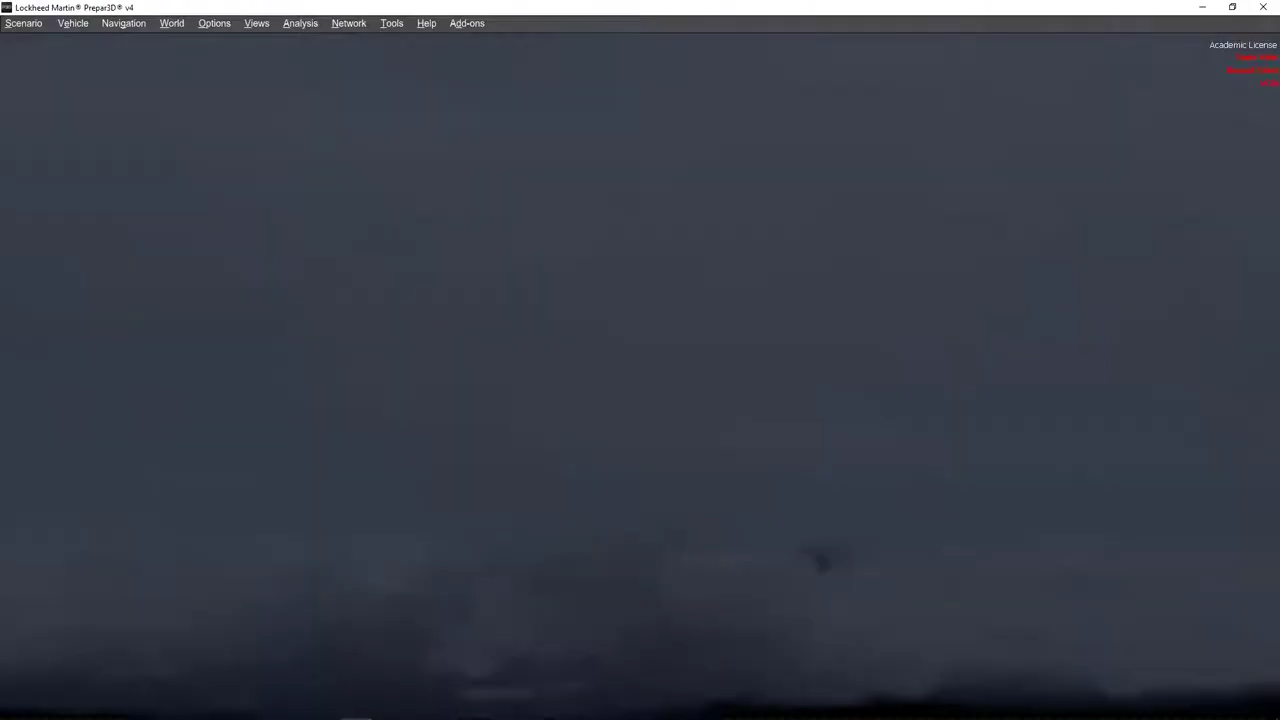 Lockheed Martin® Prepar3D® v4
Scenario Vehicle Navigation World Options Views Analysis Network Tools Help Add-ons
Academic License